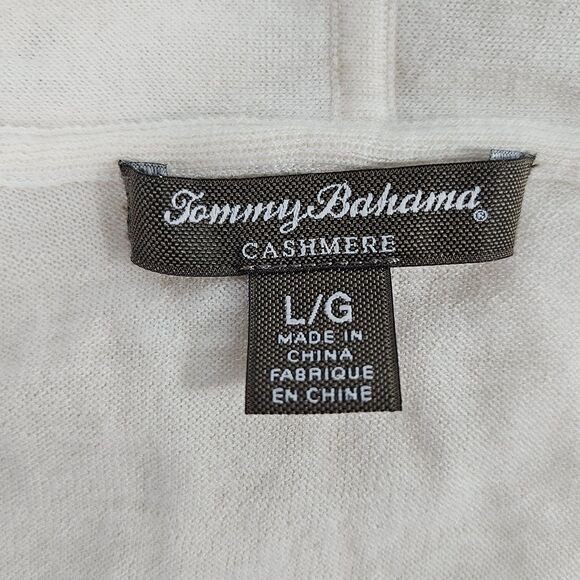 Tommy Bahama®
CASHMERE
L/G
MADE IN
CHINA
FABRIQUE
EN CHINE